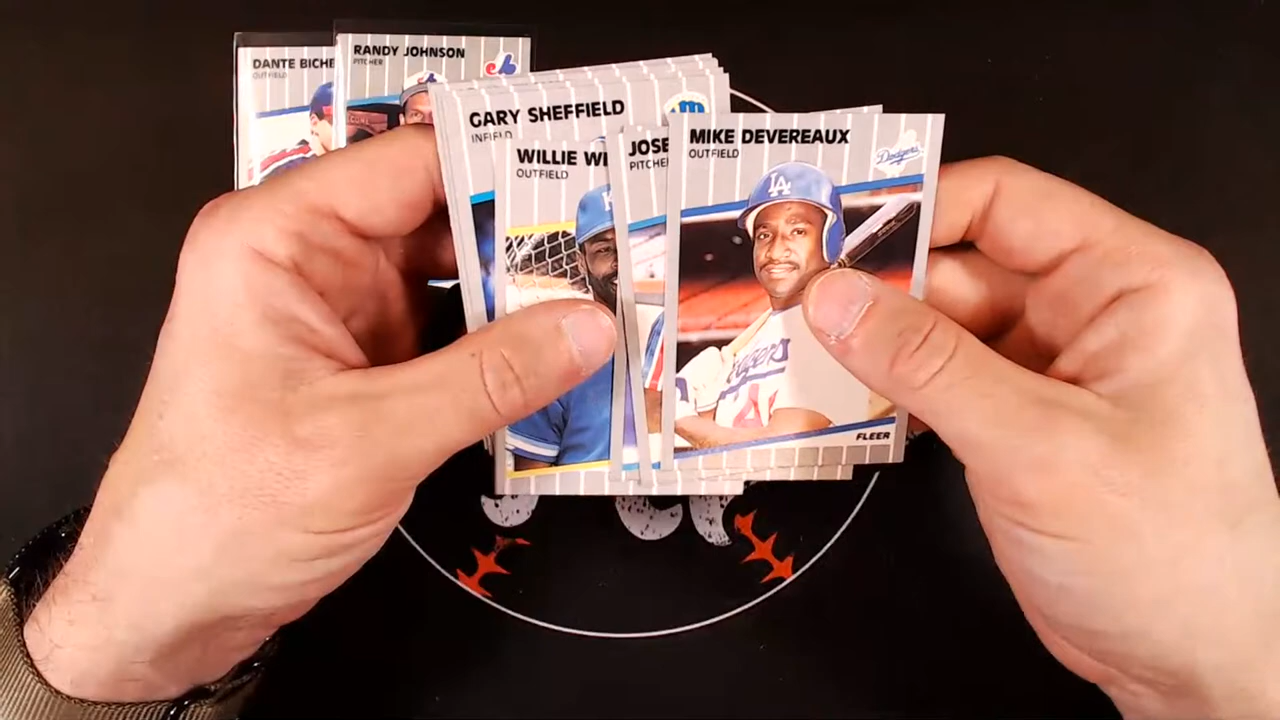 DANTE BICHE
OUTFIELD
RANDY JOHNSON
PITCHER
GARY SHEFFIELD
INFIELD
WILLIE WI
OUTFIELD
JOSE
PITCHER
MIKE DEVEREAUX
OUTFIELD
Dodgers
LA
Dodgers
FLEER